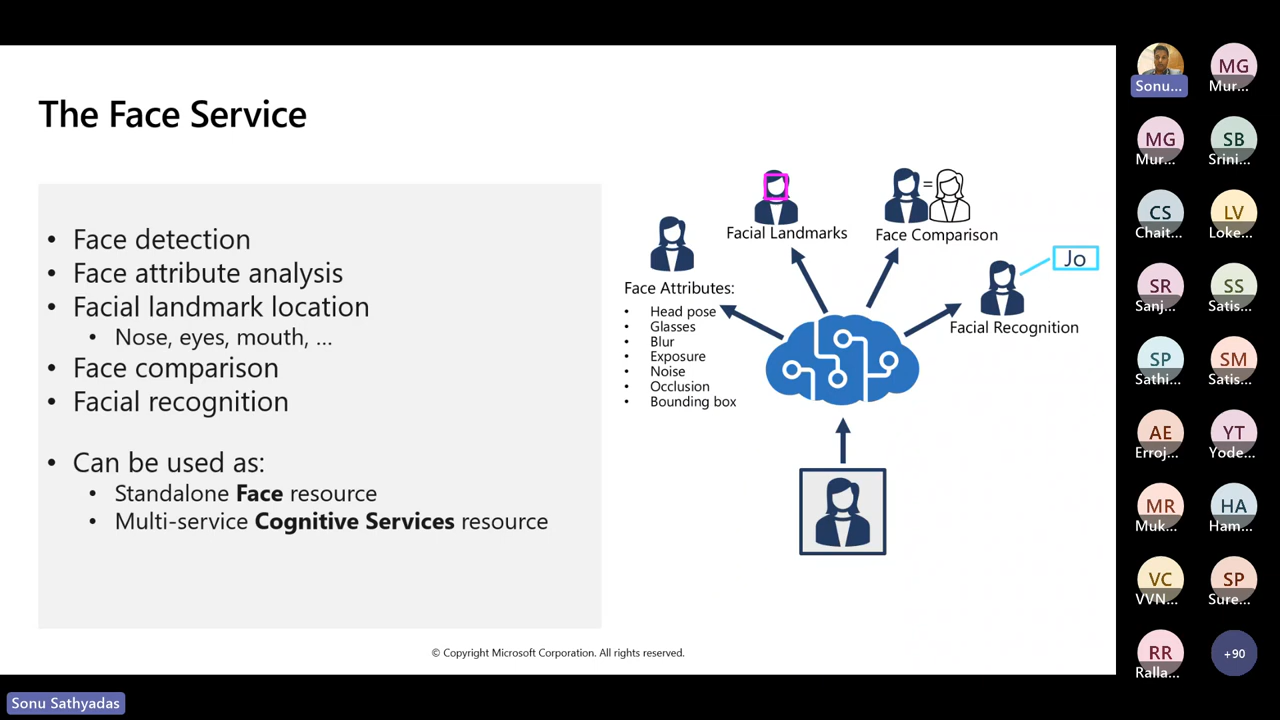 The Face Service
• Face detection
• Face attribute analysis
• Facial landmark location
• Nose, eyes, mouth, ...
• Face comparison
• Facial recognition
• Can be used as:
• Standalone Face resource
• Multi-service Cognitive Services resource
Facial Landmarks
=
Face Comparison
Jo
Facial Recognition
Face Attributes:
• Head pose
• Glasses
• Blur
• Exposure
• Noise
• Occlusion
• Bounding box
© Copyright Microsoft Corporation. All rights reserved.
Sonu Sathyadas
Sonu...
MG
Mur...
MG
Mur...
SB
Srini...
CS
Chait...
LV
Loke...
SR
Sanj...
SS
Satis...
SP
Sathi...
SM
Satis...
AE
Erroj...
YT
Yode...
MR
Muk...
HA
Ham...
VC
VVN...
SP
Sure...
RR
Ralla...
+90